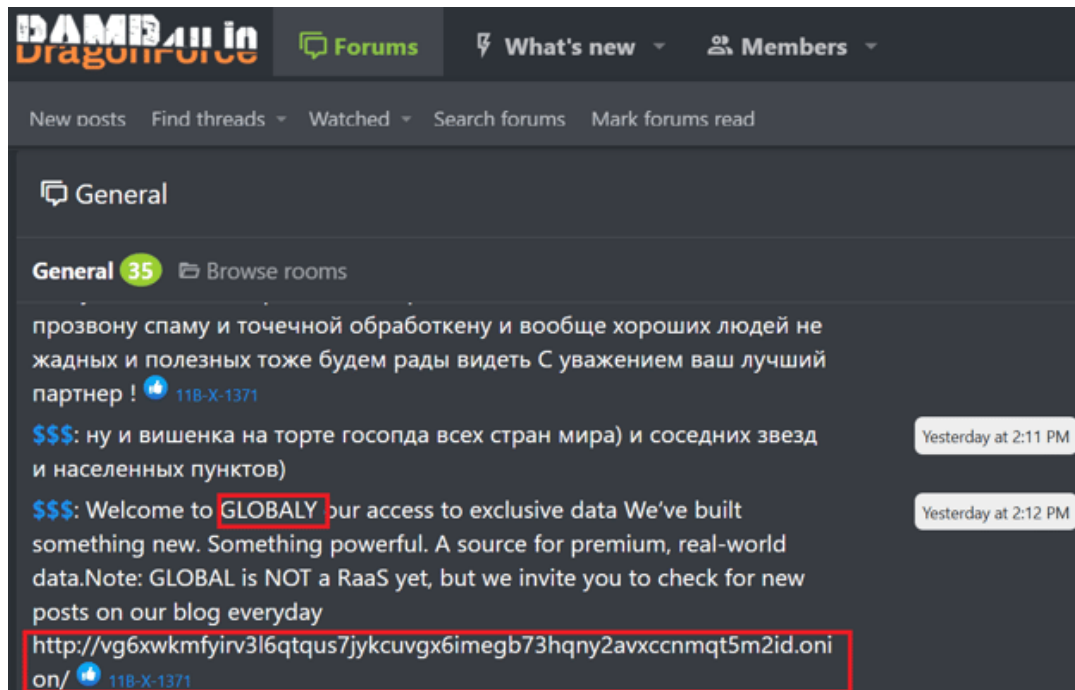 RAMP4u in
DragonForce
Forums
What's new
Members
New posts Find threads Watched Search forums Mark forums read
General
General 35 Browse rooms
прозвону спаму и точечной обработкену и вообще хороших людей не
жадных и полезных тоже будем рады видеть С уважением ваш лучший
партнер ! 11B-X-1371
$$$: ну и вишенка на торте госопда всех стран мира) и соседних звезд
и населенных пунктов)
Yesterday at 2:11 PM
$$$: Welcome to GLOBALY our access to exclusive data We’ve built
something new. Something powerful. A source for premium, real-world
data.Note: GLOBAL is NOT a RaaS yet, but we invite you to check for new
posts on our blog everyday
http://vg6xwkmfyirv3l6qtqus7jykcuvgx6imegb73hqny2avxccnmqt5m2id.oni
on/ 11B-X-1371
Yesterday at 2:12 PM